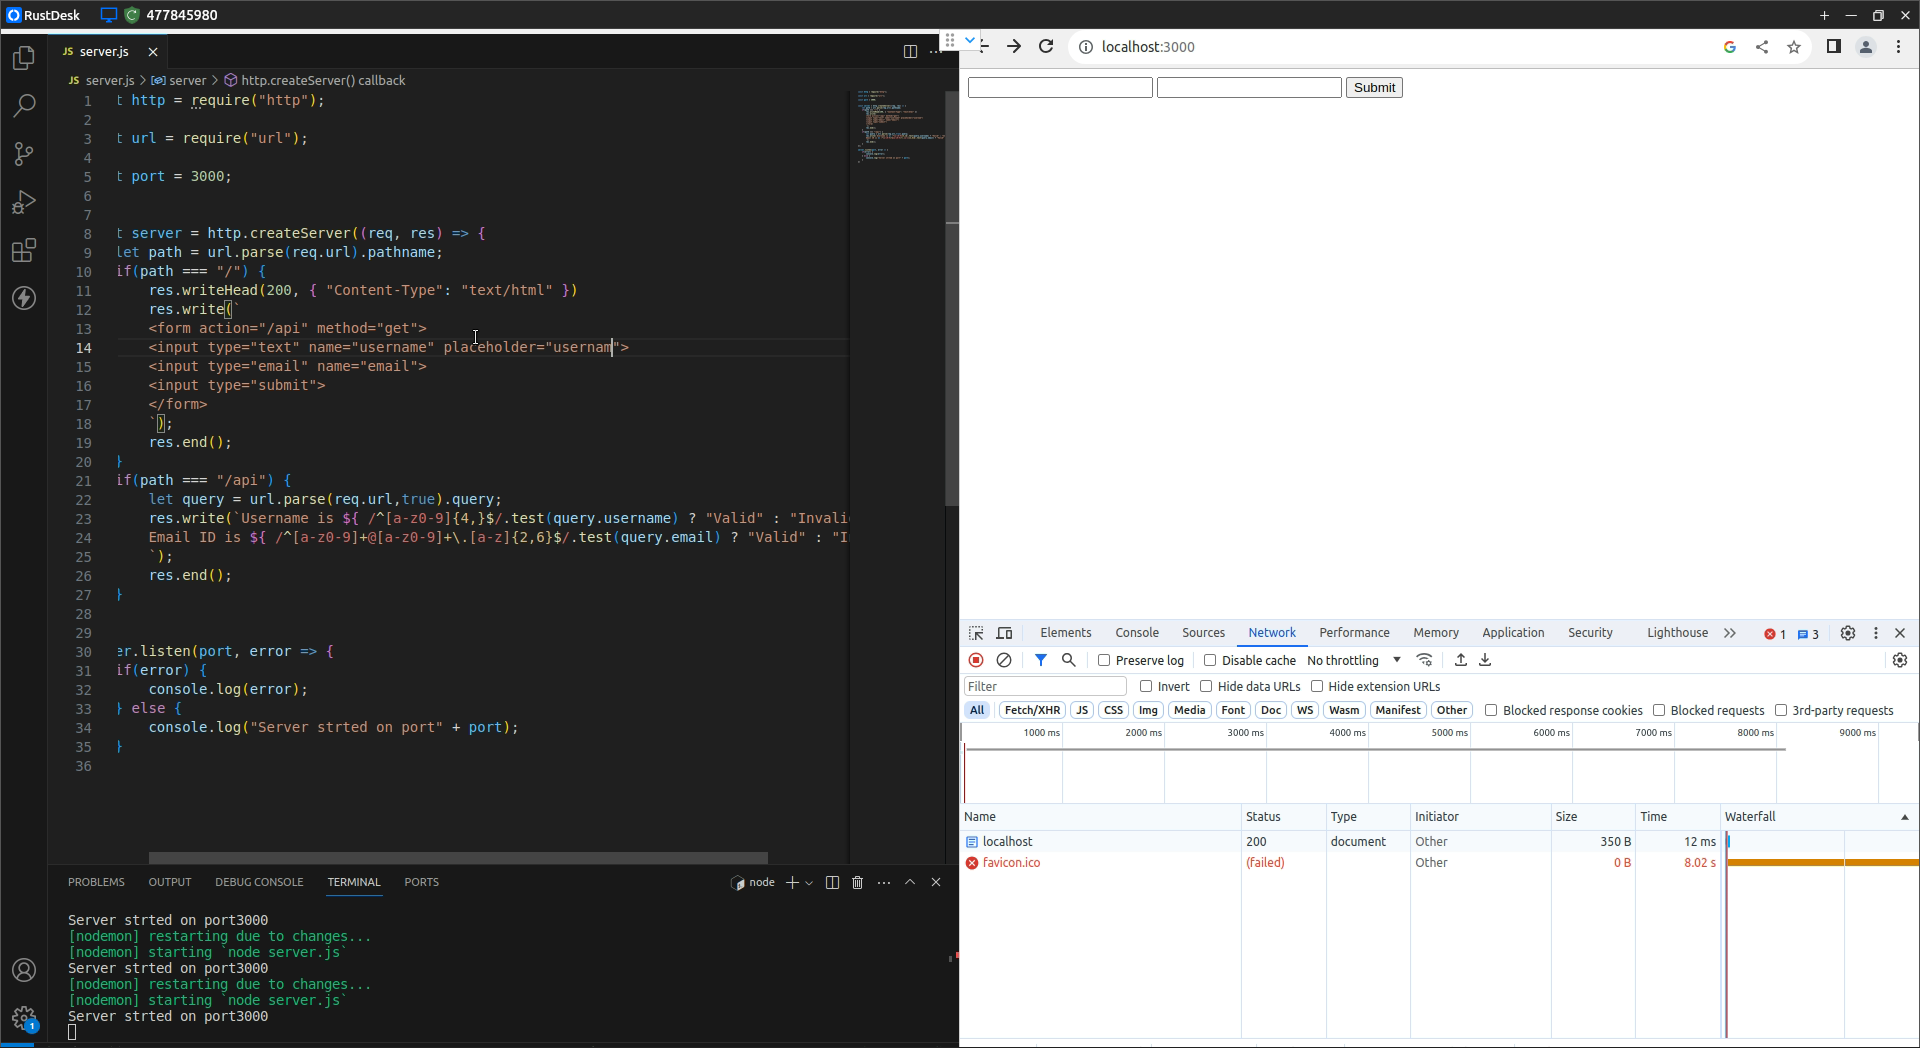 RustDesk 477845980
JS server.js
JS server.js > server > http.createServer() callback
1 t http = require("http");
2
3 t url = require("url");
4
5 t port = 3000;
6
7
8 t server = http.createServer((req, res) => {
9 let path = url.parse(req.url).pathname;
10 if(path === "/") {
11 res.writeHead(200, { "Content-Type": "text/html" })
12 res.write(`
13 <form action="/api" method="get">
14 <input type="text" name="username" placeholder="usernam">
15 <input type="email" name="email">
16 <input type="submit">
17 </form>
18 `);
19 res.end();
20 }
21 if(path === "/api") {
22 let query = url.parse(req.url,true).query;
23 res.write(`Username is ${ /^[a-z0-9]{4,}$/.test(query.username) ? "Valid" : "Invali
24 Email ID is ${ /^[a-z0-9]+@[a-z0-9]+\.[a-z]{2,6}$/.test(query.email) ? "Valid" : "I
25 `);
26 res.end();
27 }
28
29
30 er.listen(port, error => {
31 if(error) {
32 console.log(error);
33 } else {
34 console.log("Server strted on port" + port);
35 }
36
PROBLEMS OUTPUT DEBUG CONSOLE TERMINAL PORTS node
Server strted on port3000
[nodemon] restarting due to changes...
[nodemon] starting `node server.js`
Server strted on port3000
[nodemon] restarting due to changes...
[nodemon] starting `node server.js`
Server strted on port3000
1
localhost:3000
Submit
Elements Console Sources Network Performance Memory Application Security Lighthouse 1 3
Preserve log Disable cache No throttling
Filter Invert Hide data URLs Hide extension URLs
All Fetch/XHR JS CSS Img Media Font Doc WS Wasm Manifest Other Blocked response cookies Blocked requests 3rd-party requests
1000 ms 2000 ms 3000 ms 4000 ms 5000 ms 6000 ms 7000 ms 8000 ms 9000 ms
Name Status Type Initiator Size Time Waterfall
localhost 200 document Other 350 B 12 ms
favicon.ico (failed) Other 0 B 8.02 s